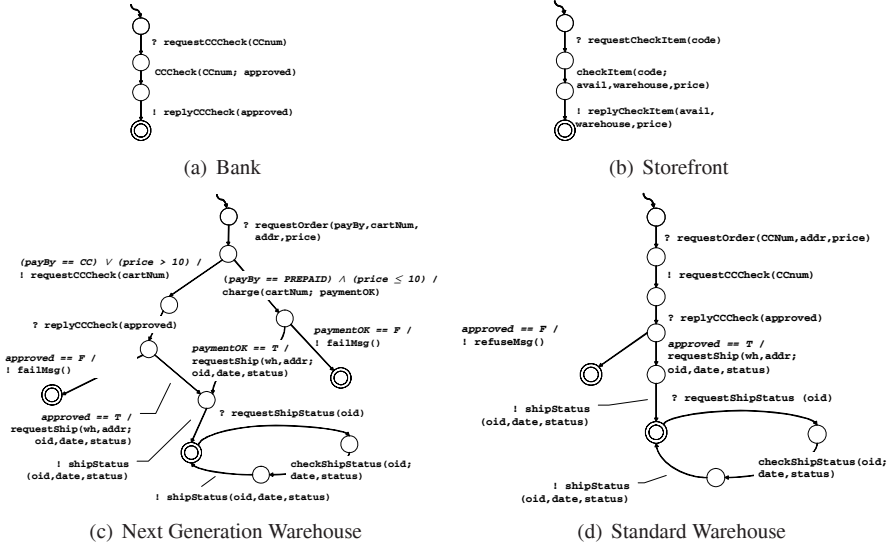 ? requestCCCheck(CCnum)
CCCheck(CCnum; approved)
! replyCCCheck(approved)
(a) Bank
? requestCheckItem(code)
checkItem(code;
avail,warehouse,price)
! replyCheckItem(avail,
warehouse,price)
(b) Storefront
? requestOrder(payBy,cartNum,
addr,price)
(payBy == CC) ∨ (price > 10) /
! requestCCCheck(cartNum)
(payBy == PREPAID) ∧ (price ≤ 10) /
charge(cartNum; paymentOK)
? replyCCCheck(approved)
paymentOK == F /
! failMsg()
approved == F /
! failMsg()
paymentOK == T /
requestShip(wh,addr;
oid,date,status)
approved == T /
requestShip(wh,addr;
oid,date,status)
? requestShipStatus(oid)
! shipStatus
(oid,date,status)
checkShipStatus(oid;
date,status)
! shipStatus(oid,date,status)
(c) Next Generation Warehouse
? requestOrder(CCNum,addr,price)
! requestCCCheck(CCnum)
? replyCCCheck(approved)
approved == F /
! refuseMsg()
approved == T /
requestShip(wh,addr;
oid,date,status)
! shipStatus
(oid,date,status)
? requestShipStatus (oid)
checkShipStatus(oid;
date,status)
! shipStatus
(oid,date,status)
(d) Standard Warehouse